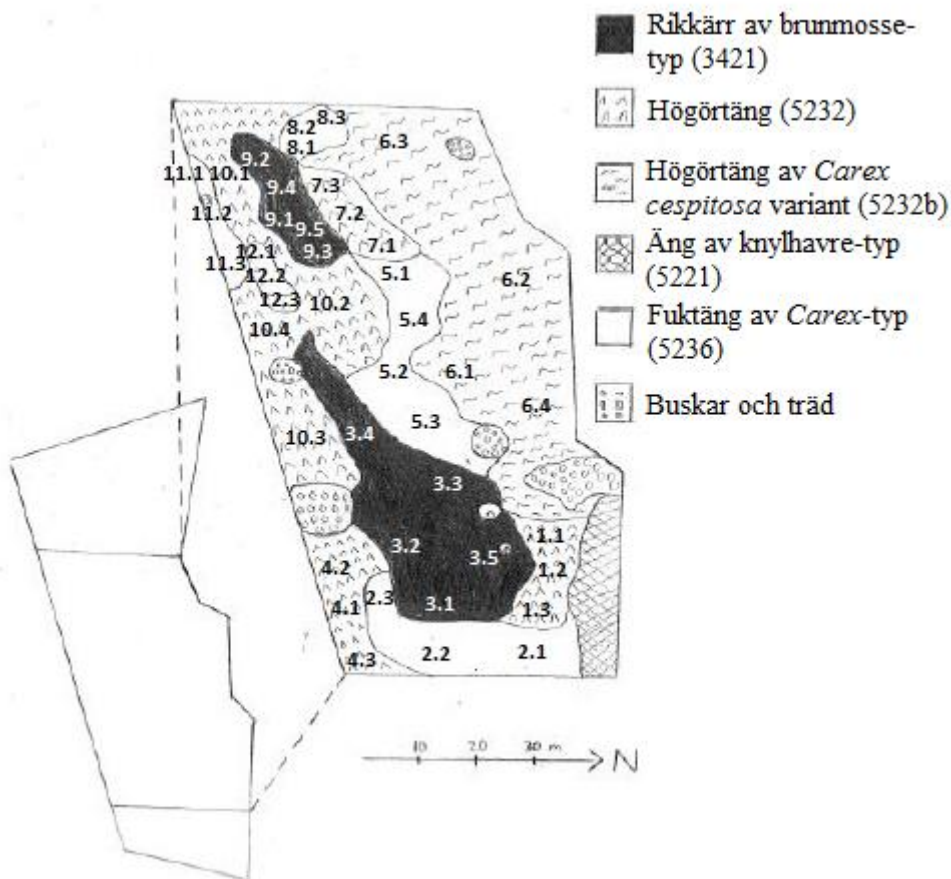 Rikkärr av brunmosse-
typ (3421)
Högörtäng (5232)
Högörtäng av Carex
cespitosa variant (5232b)
Äng av knylhavre-typ
(5221)
Fuktäng av Carex-typ
(5236)
Buskar och träd
8.3
8.2
8.1
6.3
9.2
11.1 10.1
9.4 7.3
11.2
9.1 7.2
9.5
12.1 9.3 7.1
11.3
12.2 5.1
6.2
12.3 10.2
5.4
10.4
5.2 6.1
6.4
5.3
10.3 3.4
3.3
1.1
3.2 3.5
4.2 1.2
2.3
4.1 3.1 1.3
2.2 2.1
4.3
10 20 30 m
N